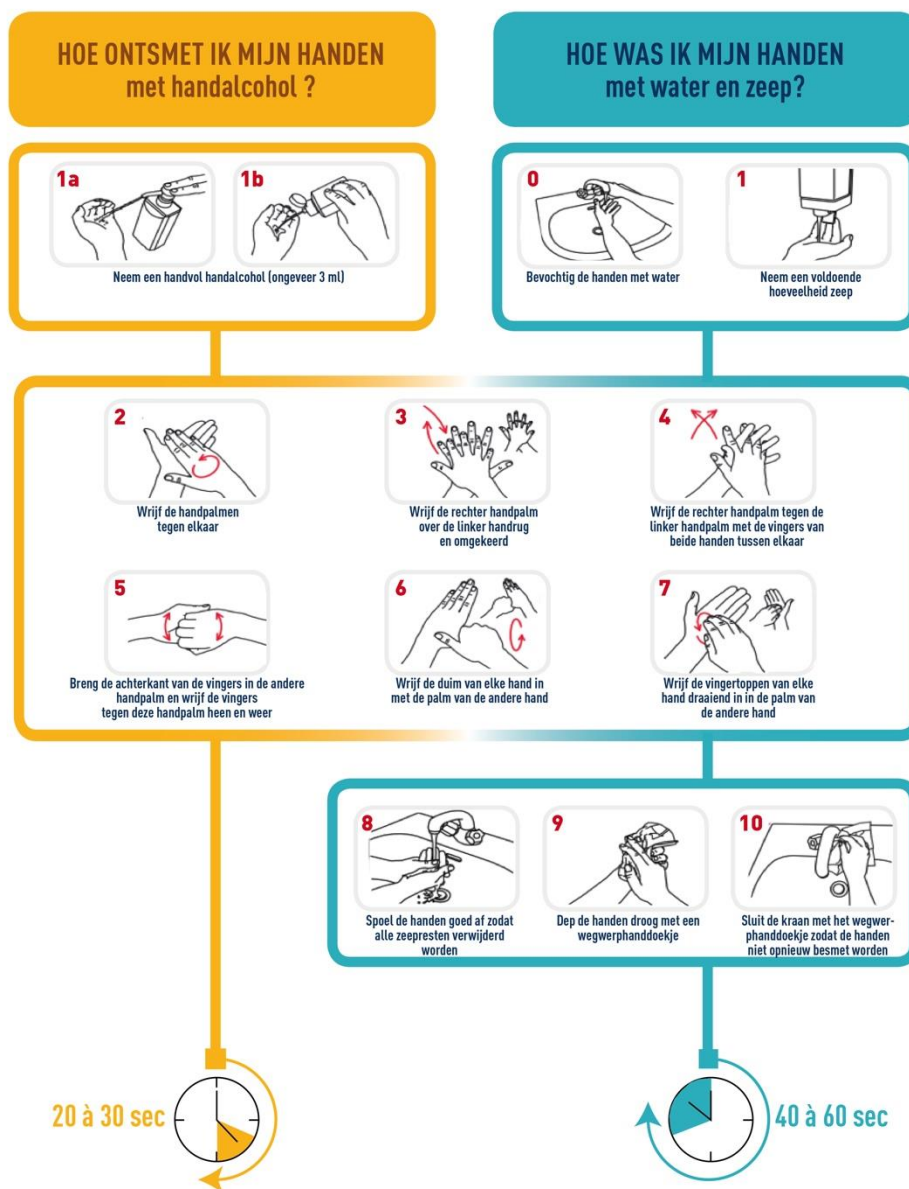 HOE ONTSMET IK MIJN HANDEN
met handalcohol ?
HOE WAS IK MIJN HANDEN
met water en zeep?
1a
1b
Neem een handvol handalcohol (ongeveer 3 ml)
0
Bevochtig de handen met water
1
Neem een voldoende
hoeveelheid zeep
2
Wrijf de handpalmen
tegen elkaar
3
Wrijf de rechter handpalm
over de linker handrug
en omgekeerd
4
Wrijf de rechter handpalm tegen de
linker handpalm met de vingers van
beide handen tussen elkaar
5
Breng de achterkant van de vingers in de andere
handpalm en wrijf de vingers
tegen deze handpalm heen en weer
6
Wrijf de duim van elke hand in
met de palm van de andere hand
7
Wrijf de vingertoppen van elke
hand draaiend in in de palm van
de andere hand
8
Spoel de handen goed af zodat
alle zeepresten verwijderd
worden
9
Dep de handen droog met een
wegwerphanddoekje
10
Sluit de kraan met het wegwer-
phanddoekje zodat de handen
niet opnieuw besmet worden
20 à 30 sec
40 à 60 sec